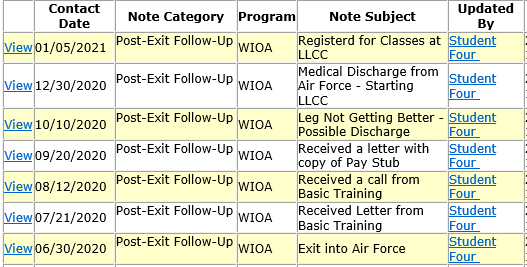 Contact Date Note Category Program Note Subject Updated By
View 01/05/2021 Post-Exit Follow-Up WIOA Registerd for Classes at LLCC Student Four
View 12/30/2020 Post-Exit Follow-Up WIOA Medical Discharge from Air Force - Starting LLCC Student Four
View 10/10/2020 Post-Exit Follow-Up WIOA Leg Not Getting Better - Possible Discharge Student Four
View 09/20/2020 Post-Exit Follow-Up WIOA Received a letter with copy of Pay Stub Student Four
View 08/12/2020 Post-Exit Follow-Up WIOA Received a call from Basic Training Student Four
View 07/21/2020 Post-Exit Follow-Up WIOA Received Letter from Basic Training Student Four
View 06/30/2020 Post-Exit Follow-Up WIOA Exit into Air Force Student Four